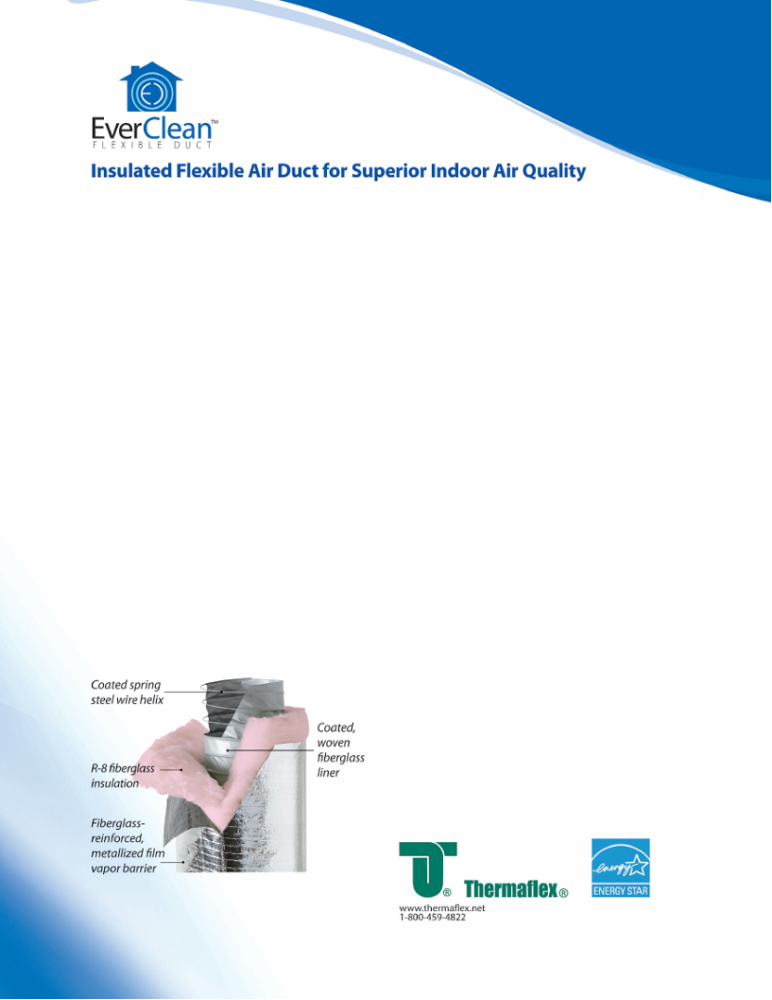 EverClean™
FLEXIBLE DUCT
Insulated Flexible Air Duct for Superior Indoor Air Quality
Coated spring
steel wire helix
Coated,
woven
fiberglass
liner
R-8 fiberglass
insulation
Fiberglass-
reinforced,
metallized film
vapor barrier
®
Thermaflex®
energy
ENERGY STAR
www.thermaflex.net
1-800-459-4822